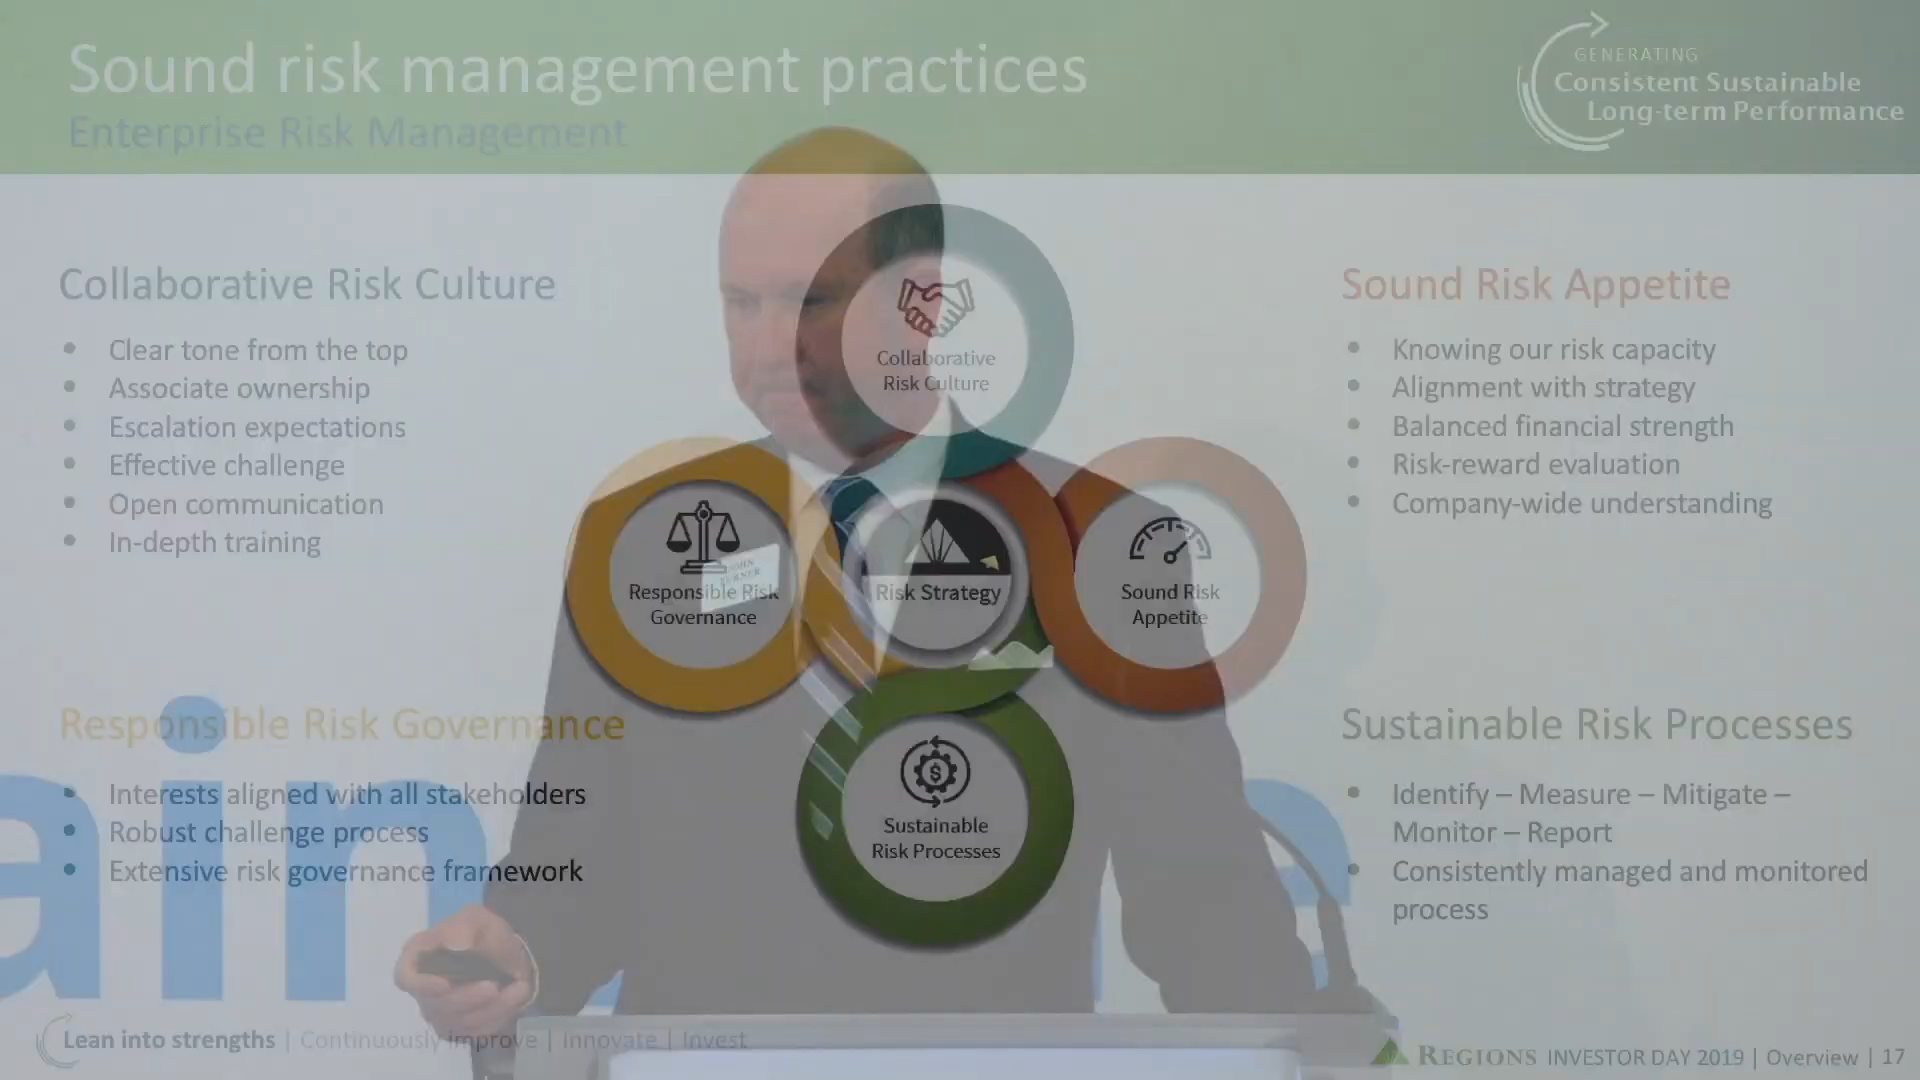 Sound risk management practices
Enterprise Risk Management
GENERATING
Consistent Sustainable
Long-term Performance
Collaborative Risk Culture
• Clear tone from the top
• Associate ownership
• Escalation expectations
• Effective challenge
• Open communication
• In-depth training
Collaborative
Risk Culture
Responsible Risk
Governance
JOHN
TURNER
Risk Strategy
Sound Risk
Appetite
Sustainable
Risk Processes
Sound Risk Appetite
• Knowing our risk capacity
• Alignment with strategy
• Balanced financial strength
• Risk-reward evaluation
• Company-wide understanding
Responsible Risk Governance
• Interests aligned with all stakeholders
• Robust challenge process
• Extensive risk governance framework
Sustainable Risk Processes
• Identify – Measure – Mitigate –
Monitor – Report
• Consistently managed and monitored
process
Lean into strengths | Continuously improve | Innovate | Invest
REGIONS INVESTOR DAY 2019 | Overview | 17